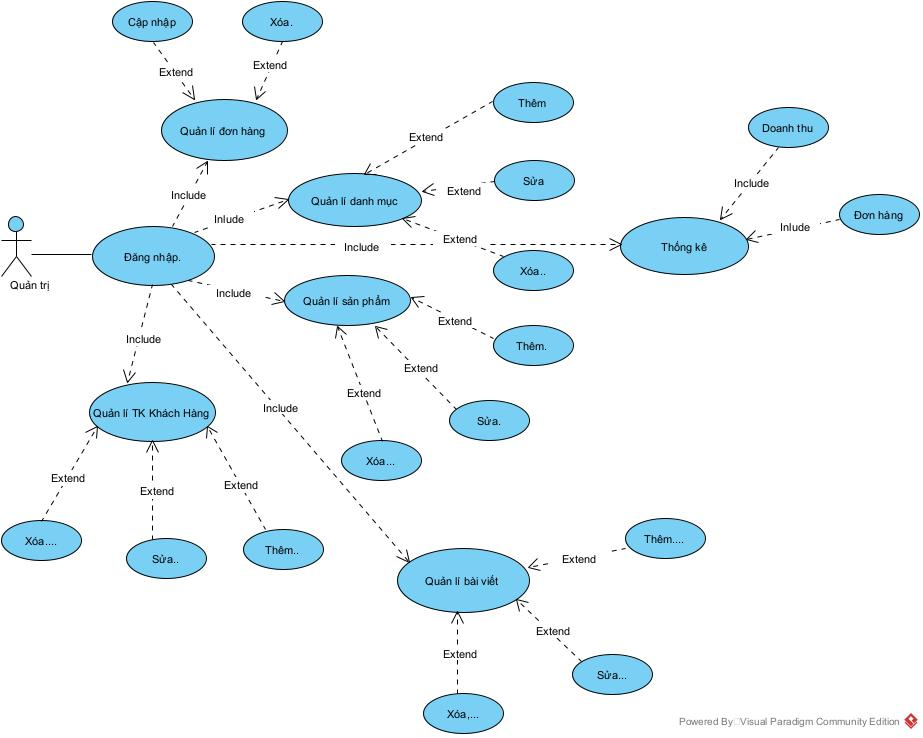 Cập nhập
Xóa.
Extend
Extend
Quản lí đơn hàng
Thêm
Doanh thu
Extend
Sửa
Extend
Include
Include
Quản lí danh mục
Inlude
Đơn hàng
Inlude
Extend
Include
Thống kê
Đăng nhập.
Quản trị
Xóa..
Include
Quản lí sản phẩm
Extend
Include
Thêm.
Extend
Extend
Include
Quản lí TK Khách Hàng
Sửa.
Xóa...
Extend
Extend
Extend
Xóa....
Sửa..
Thêm..
Thêm....
Extend
Quản lí bài viết
Extend
Extend
Sửa...
Xóa,...
Powered By Visual Paradigm Community Edition